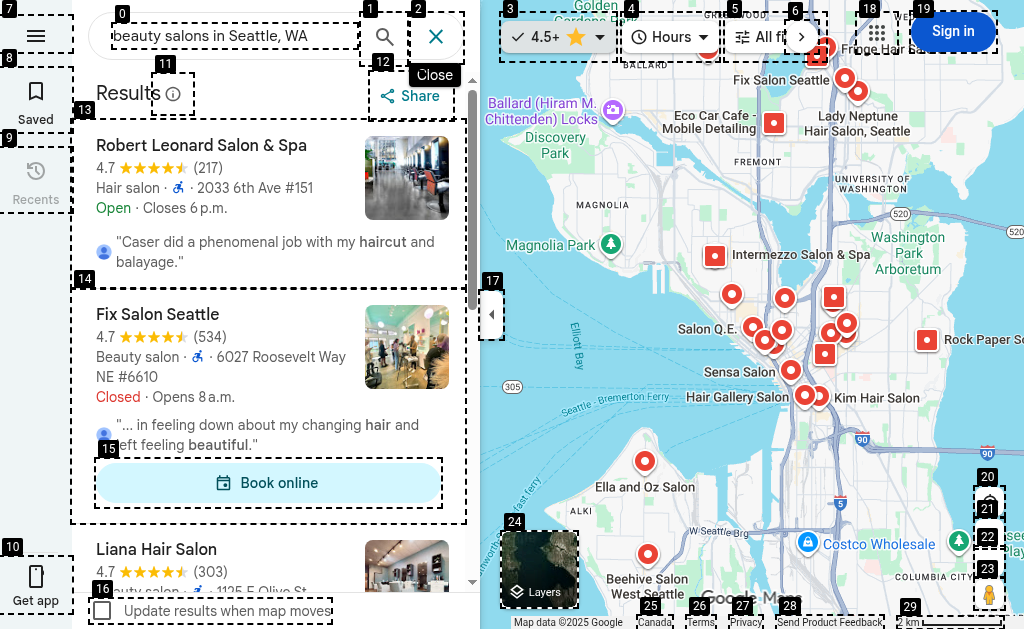 beauty salons in Seattle, WA
Close
4.5+
Hours
All fi
Sign in
Saved
Recents
Get app
Results
Share
Robert Leonard Salon & Spa
4.7 (217)
Hair salon · · 2033 6th Ave #151
Open · Closes 6 p.m.
"Caser did a phenomenal job with my haircut and
balayage."
Fix Salon Seattle
4.7 (534)
Beauty salon · · 6027 Roosevelt Way
NE #6610
Closed · Opens 8 a.m.
"... in feeling down about my changing hair and
left feeling beautiful."
Book online
Liana Hair Salon
4.7 (303)
Beauty salon · · 1125 E Olive St
Update results when map moves
Golden
Gardens Park
BALLARD
Fringe Hair Sa
Fix Salon Seattle
Ballard (Hiram M.
Chittenden) Locks
Eco Car Cafe -
Mobile Detailing
Lady Neptune
Hair Salon, Seattle
Discovery
Park
FREMONT
UNIVERSITY OF
WASHINGTON
MAGNOLIA
520
520
Magnolia Park
Washington
Park
Arboretum
Intermezzo Salon & Spa
Salon Q.E.
Elliott Bay
Rock Paper Sc
Sensa Salon
305
Hair Gallery Salon
Kim Hair Salon
Seattle - Bremerton Ferry
90
90
Ella and Oz Salon
5
ALKI
W Seattle Brg
Costco Wholesale
Beehive Salon
West Seattle
COLUMBIA CITY
Layers
Google Maps
Map data ©2025 Google
Canada
Terms
Privacy
Send Product Feedback
2 km
0
1
2
3
4
5
6
7
8
9
10
11
12
13
14
15
16
17
18
19
20
21
22
23
24
25
26
27
28
29